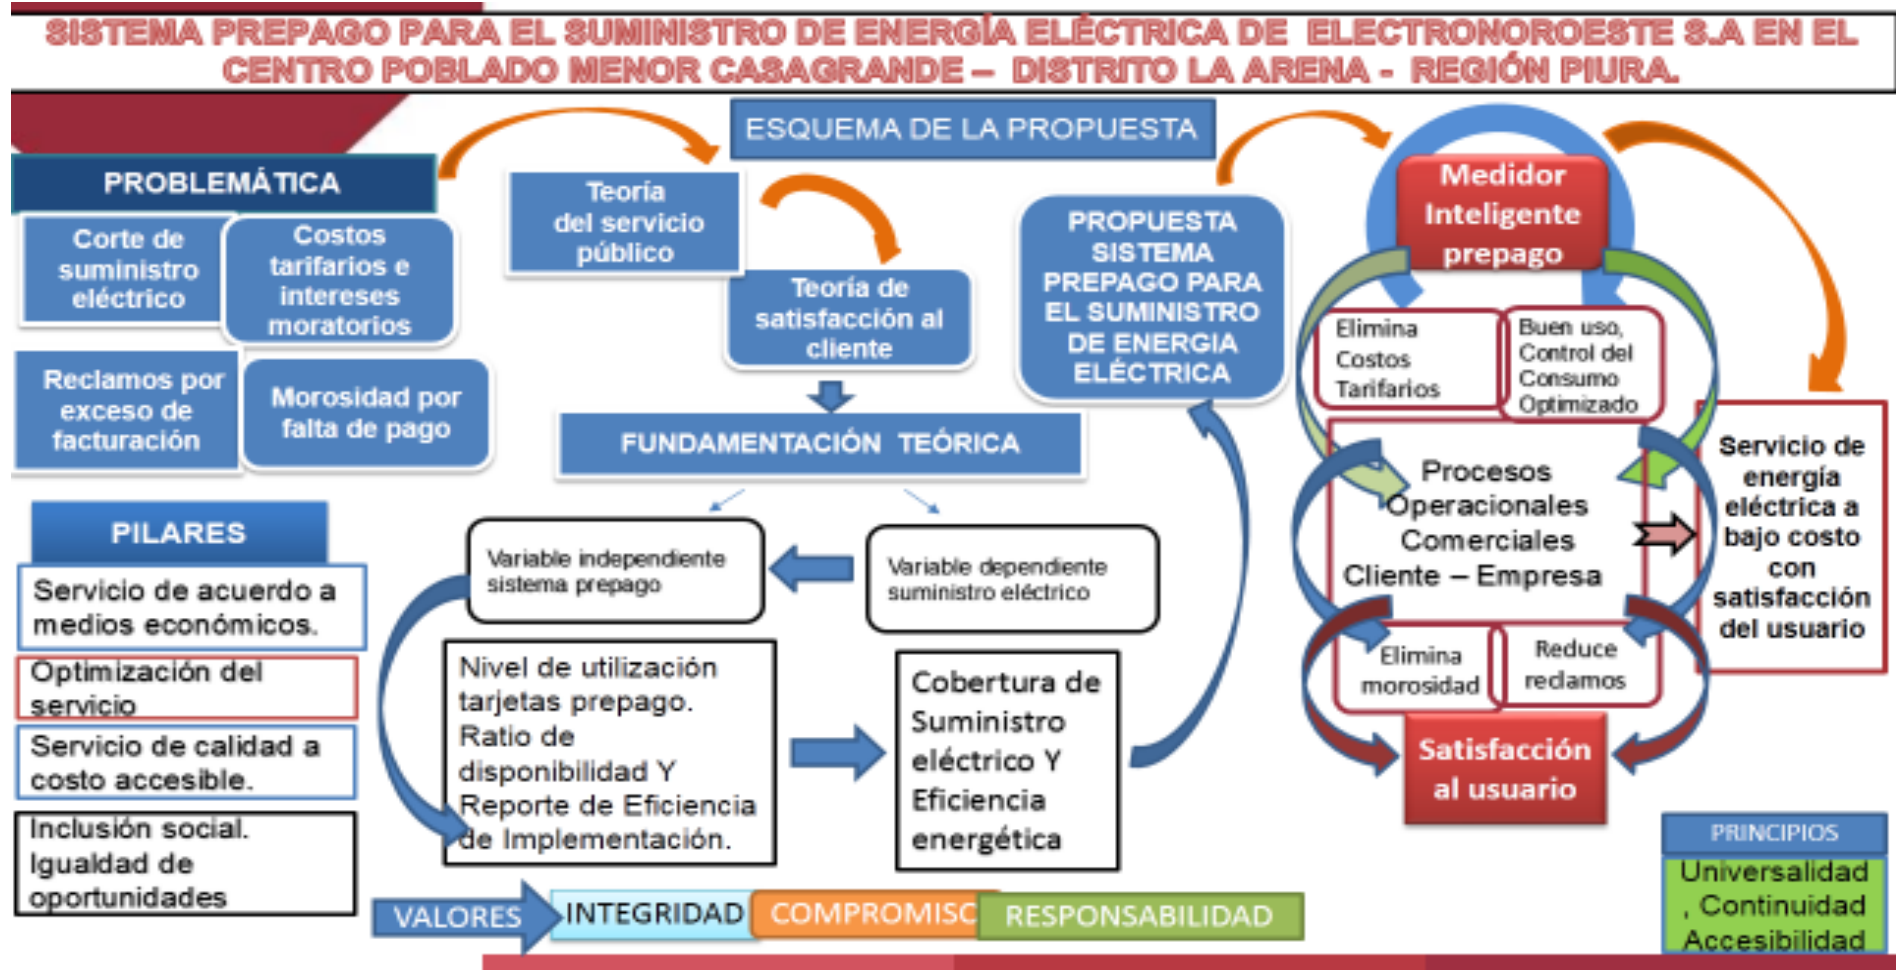 SISTEMA PREPAGO PARA EL SUMINISTRO DE ENERGÍA ELÉCTRICA DE ELECTRONOROESTE S.A EN EL
CENTRO POBLADO MENOR CASAGRANDE – DISTRITO LA ARENA - REGIÓN PIURA.
ESQUEMA DE LA PROPUESTA
PROBLEMÁTICA
Corte de
suministro
eléctrico
Costos
tarifarios e
intereses
moratorios
Reclamos por
exceso de
facturación
Morosidad por
falta de pago
PILARES
Servicio de acuerdo a
medios económicos.
Optimización del
servicio
Servicio de calidad a
costo accesible.
Inclusión social.
Igualdad de
oportunidades
Teoría
del servicio
público
Teoría de
satisfacción al
cliente
FUNDAMENTACIÓN TEÓRICA
Variable independiente
sistema prepago
Variable dependiente
suministro eléctrico
Nivel de utilización
tarjetas prepago.
Ratio de
disponibilidad Y
Reporte de Eficiencia
de Implementación.
Cobertura de
Suministro
eléctrico Y
Eficiencia
energética
PROPUESTA
SISTEMA
PREPAGO PARA
EL SUMINISTRO
DE ENERGIA
ELÉCTRICA
Medidor
Inteligente
prepago
Elimina
Costos
Tarifarios
Buen uso,
Control del
Consumo
Optimizado
Procesos
Operacionales
Comerciales
Cliente – Empresa
Elimina
morosidad
Reduce
reclamos
Satisfacción
al usuario
Servicio de
energía
eléctrica a
bajo costo
con
satisfacción
del usuario
VALORES
INTEGRIDAD
COMPROMISO
RESPONSABILIDAD
PRINCIPIOS
Universalidad
, Continuidad
Accesibilidad